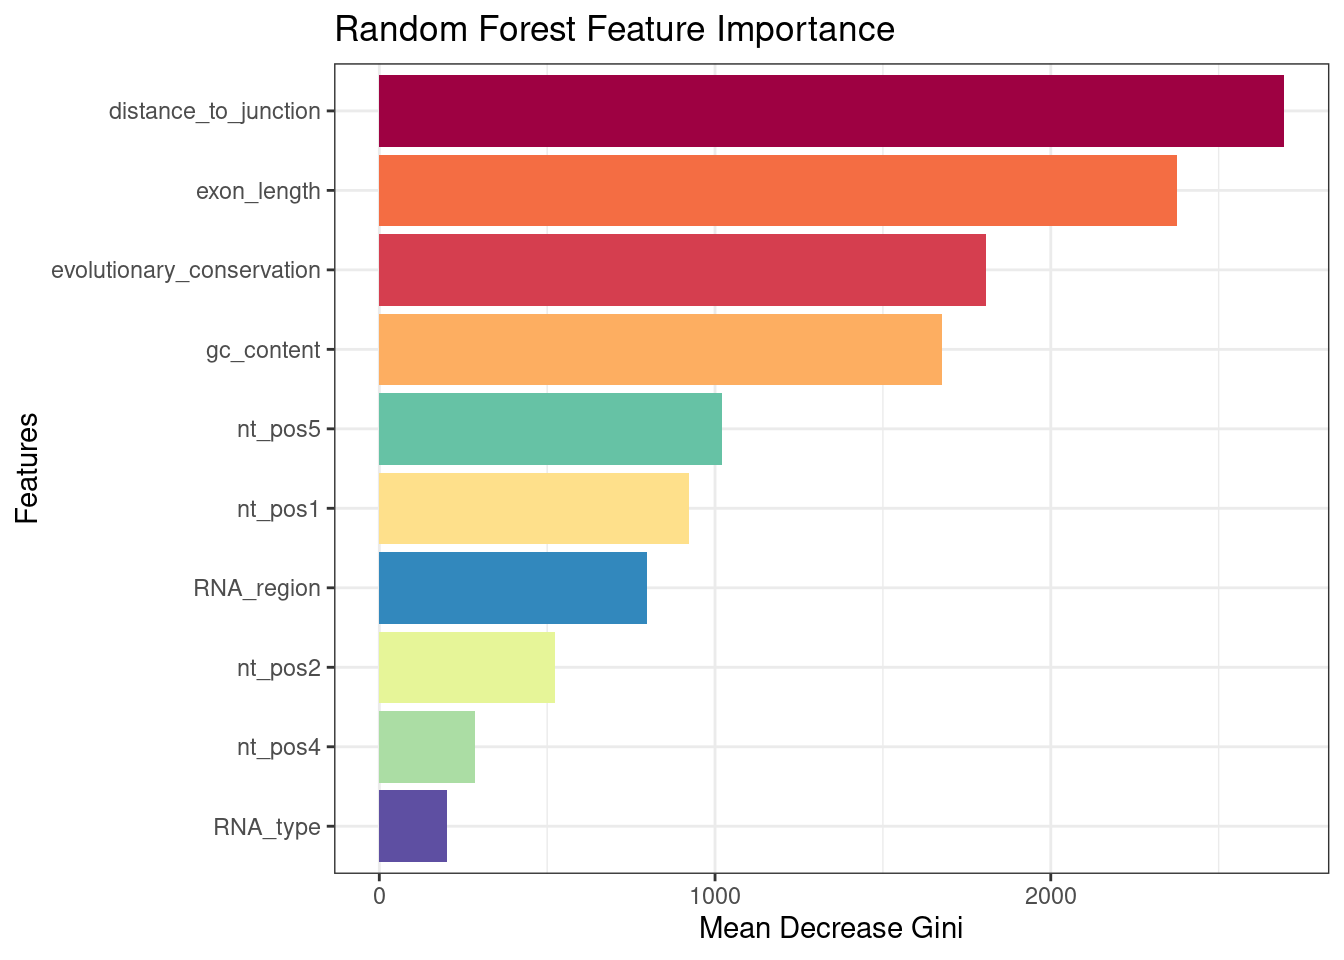 Random Forest Feature Importance
distance_to_junction
exon_length
evolutionary_conservation
gc_content
nt_pos5
nt_pos1
RNA_region
nt_pos2
nt_pos4
RNA_type
Features
0 1000 2000
Mean Decrease Gini